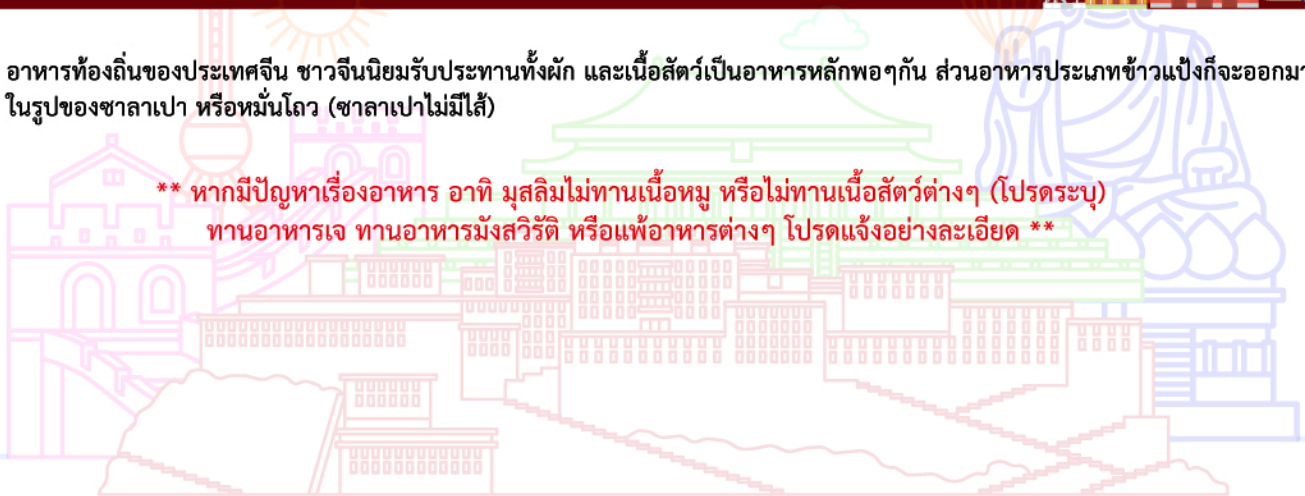 อาหารท้องถิ่นของประเทศจีน ชาวจีนนิยมรับประทานทั้งผัก และเนื้อสัตว์เป็นอาหารหลักพอๆกัน ส่วนอาหารประเภทข้าวแป้งก็จะออกมา
ในรูปของซาลาเปา หรือหมั่นโถว (ซาลาเปาไม่มีไส้)
** หากมีปัญหาเรื่องอาหาร อาทิ มุสลิมไม่ทานเนื้อหมู หรือไม่ทานเนื้อสัตว์ต่างๆ (โปรดระบุ)
ทานอาหารเจ ทานอาหารมังสวิรัติ หรือแพ้อาหารต่างๆ โปรดแจ้งอย่างละเอียด **